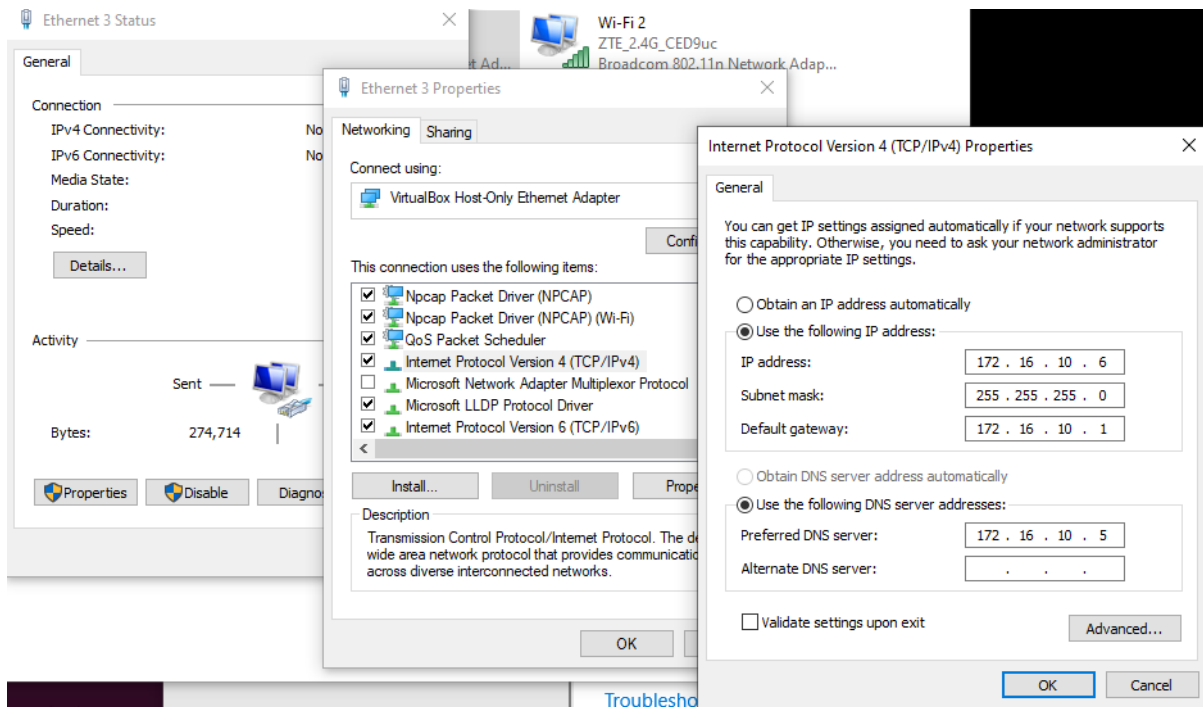 Ethernet 3 Status
General
Connection
IPv4 Connectivity: No
IPv6 Connectivity: No
Media State:
Duration:
Speed:
Details...
Activity
Sent
Bytes: 274,714
Properties
Disable
Wi-Fi 2
ZTE_2.4G_CED9uc
Broadcom 802.11n Network Adap...
Ethernet 3 Properties
Networking
Sharing
Connect using:
VirtualBox Host-Only Ethernet Adapter
This connection uses the following items:
Npcap Packet Driver (NPCAP)
Npcap Packet Driver (NPCAP) (Wi-Fi)
QoS Packet Scheduler
Internet Protocol Version 4 (TCP/IPv4)
Microsoft Network Adapter Multiplexor Protocol
Microsoft LLDP Protocol Driver
Internet Protocol Version 6 (TCP/IPv6)
Install...
Uninstall
Description
Transmission Control Protocol/Internet Protocol. The
wide area network protocol that provides
across diverse interconnected networks.
OK
Internet Protocol Version 4 (TCP/IPv4) Properties
General
You can get IP settings assigned automatically if your network supports
this capability. Otherwise, you need to ask your network administrator
for the appropriate IP settings.
Obtain an IP address automatically
Use the following IP address:
IP address: 172 . 16 . 10 . 6
Subnet mask: 255 . 255 . 255 . 0
Default gateway: 172 . 16 . 10 . 1
Obtain DNS server address automatically
Use the following DNS server addresses:
Preferred DNS server: 172 . 16 . 10 . 5
Alternate DNS server: . . .
Validate settings upon exit
Advanced...
OK
Cancel